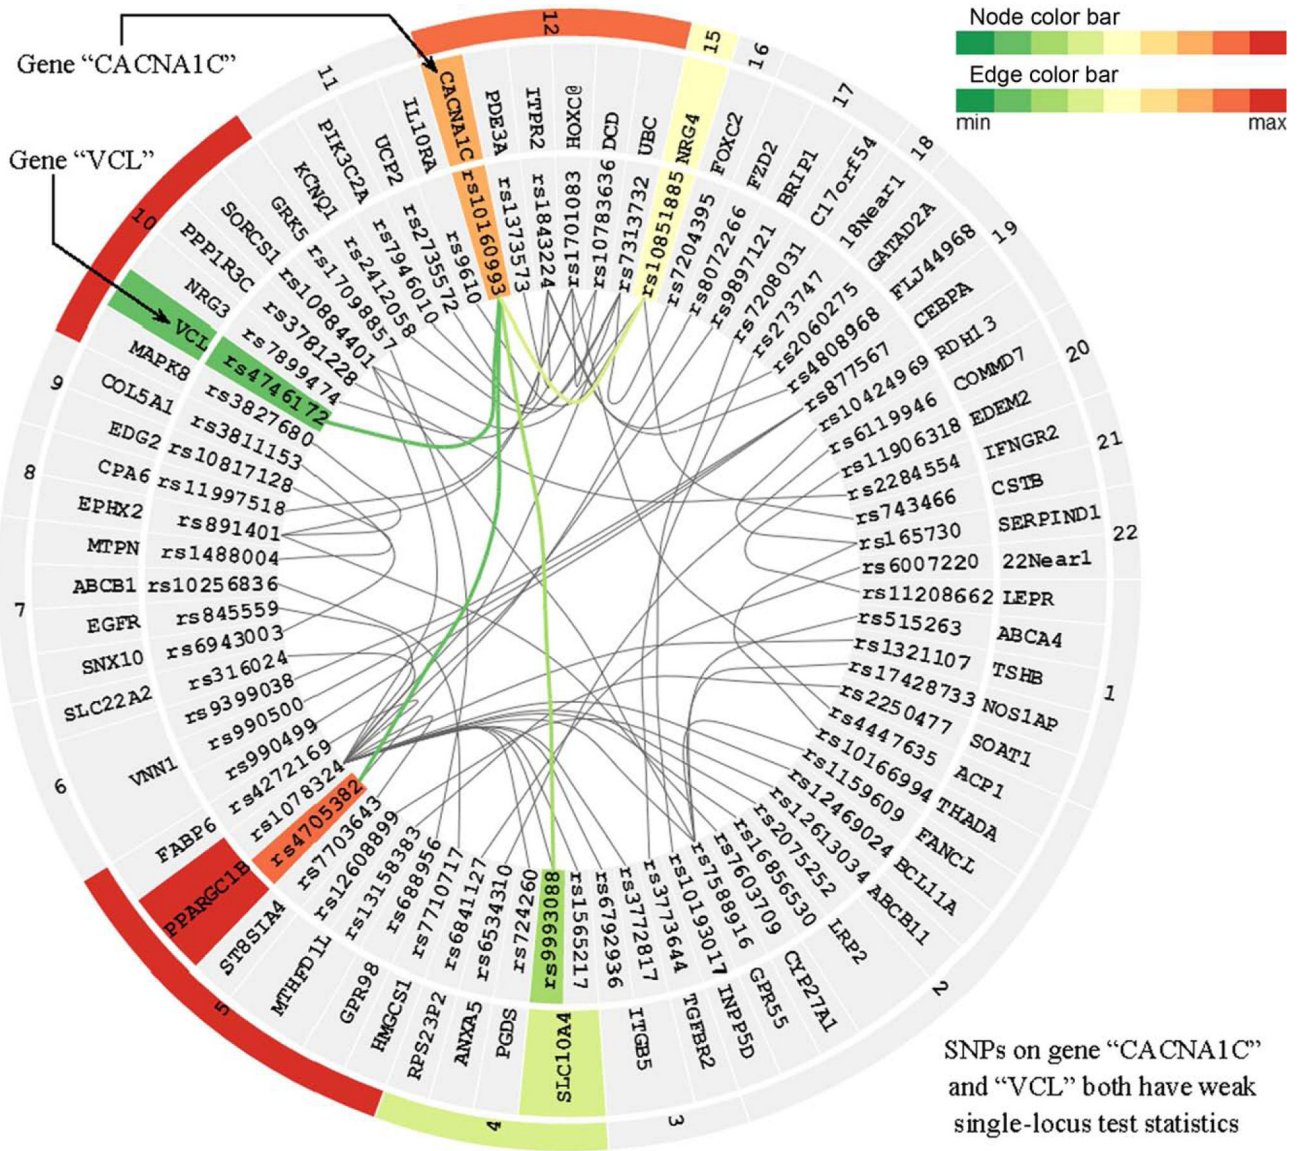 Node color bar
Edge color bar
min
max
Gene “CACNA1C”
Gene “VCL”
SNPs on gene “CACNA1C”
and “VCL” both have weak
single-locus test statistics
12
15
16
17
18
19
20
21
22
1
2
3
4
5
6
7
8
9
10
11
CACNA1C
PDE3A
ITPR2
HOXC@
DCD
UBC
NRG4
FOXC2
FZD2
BRIP1
C17orf54
18Near1
GATAD2A
FLJ44968
CEBPA
RDH13
COMMD7
EDEM2
IFNGR2
CSTB
SERPIND1
22Near1
LEPR
ABCA4
TSHB
NOS1AP
SOAT1
ACP1
THADA
FANCL
BCL11A
ABCB11
LRP2
CYP27A1
GPR55
INPP5D
TGFBR2
ITGB5
SLC10A4
PGDS
ANXA5
RPS23P2
HMGCS1
GPR98
MTHFD1L
ST8SIA4
PPARGC1B
FABP6
VNN1
SLC22A2
SNX10
EGFR
ABCB1
MTPN
EPHX2
CPA6
EDG2
COL5A1
MAPK8
VCL
NRG3
PPP1R3C
SORCS1
GRK5
KCNQ1
PIK3C2A
UCP2
IL10RA
rs10160993
rs1373573
rs1843224
rs1701083
rs10783636
rs7313732
rs10851885
rs7204395
rs8072266
rs9897121
rs7208031
rs273747
rs2060275
rs4808968
rs877567
rs10424969
rs6119946
rs11906318
rs2284554
rs743466
rs165730
rs6007220
rs11208662
rs515263
rs1321107
rs17428733
rs2250477
rs4447635
rs10166994
rs1159609
rs12469024
rs12613034
rs2075252
rs16856530
rs7603709
rs7588916
rs10193017
rs3773644
rs3772817
rs6792936
rs1565217
rs9993088
rs724260
rs6534310
rs6841127
rs7710717
rs688956
rs13158383
rs12608899
rs7703643
rs4705382
rs1078324
rs4272169
rs990499
rs990500
rs9399038
rs316024
rs6943003
rs845559
rs10256836
rs1488004
rs891401
rs11997518
rs10817128
rs3811153
rs3827680
rs4746172
rs7899474
rs3781228
rs10884401
rs17098857
rs2412058
rs7946010
rs2735572
rs9610